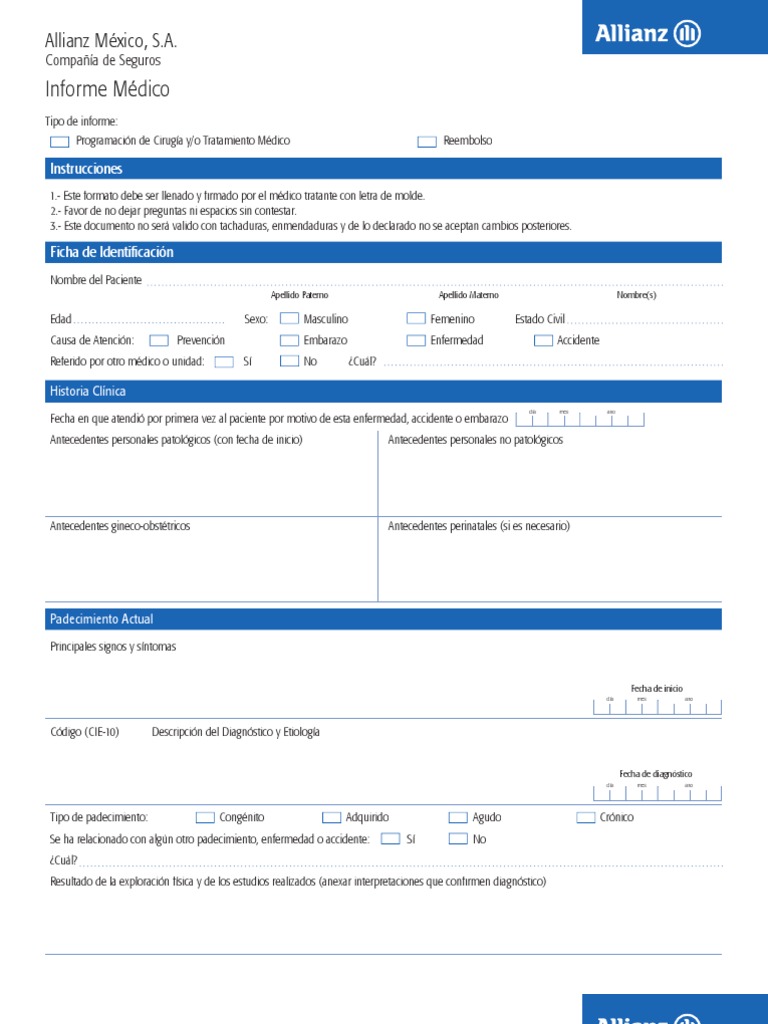 Allianz
Allianz México, S.A.
Compañía de Seguros
Informe Médico
Tipo de informe:
Programación de Cirugía y/o Tratamiento Médico Reembolso
Instrucciones
1.- Este formato debe ser llenado y firmado por el médico tratante con letra de molde.
2.- Favor de no dejar preguntas ni espacios sin contestar.
3.- Este documento no será valido con tachaduras, enmendaduras y de lo declarado no se aceptan cambios posteriores.
Ficha de Identificación
Nombre del Paciente
Apellido Paterno Apellido Materno Nombre(s)
Edad Sexo: Masculino Femenino Estado Civil
Causa de Atención: Prevención Embarazo Enfermedad Accidente
Referido por otro médico o unidad: Sí No ¿Cuál?
Historia Clínica
día mes ano
Fecha en que atendió por primera vez al paciente por motivo de esta enfermedad, accidente o embarazo
Antecedentes personales patológicos (con fecha de inicio) Antecedentes personales no patológicos
Antecedentes gineco-obstétricos Antecedentes perinatales (si es necesario)
Padecimiento Actual
Principales signos y síntomas
Fecha de inicio
día mes ano
Código (CIE-10) Descripción del Diagnóstico y Etiología
Fecha de diagnóstico
día mes ano
Tipo de padecimiento: Congénito Adquirido Agudo Crónico
Se ha relacionado con algún otro padecimiento, enfermedad o accidente: Sí No
¿Cuál?
Resultado de la exploración física y de los estudios realizados (anexar interpretaciones que confirmen diagnóstico)
Allianz